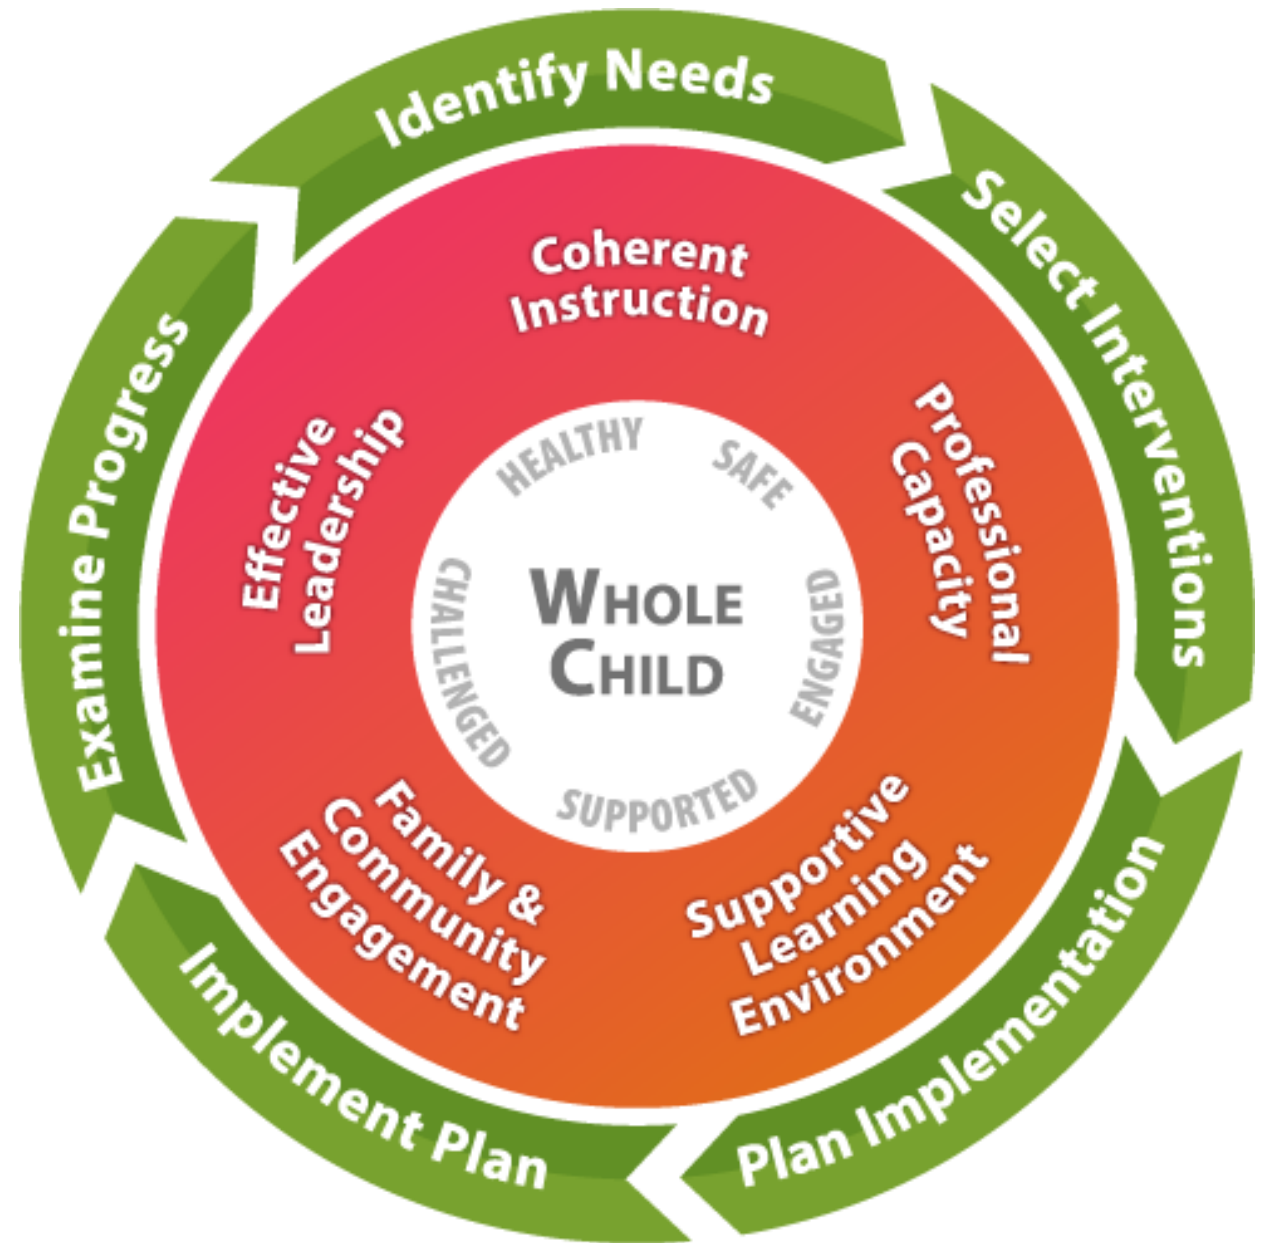 Identify Needs
Select Interventions
Plan Implementation
Implement Plan
Examine Progress
Coherent
Instruction
Professional
Capacity
Supportive
Learning
Environment
Family &
Community
Engagement
Effective
Leadership
HEALTHY
SAFE
ENGAGED
SUPPORTED
CHALLENGED
WHOLE
CHILD